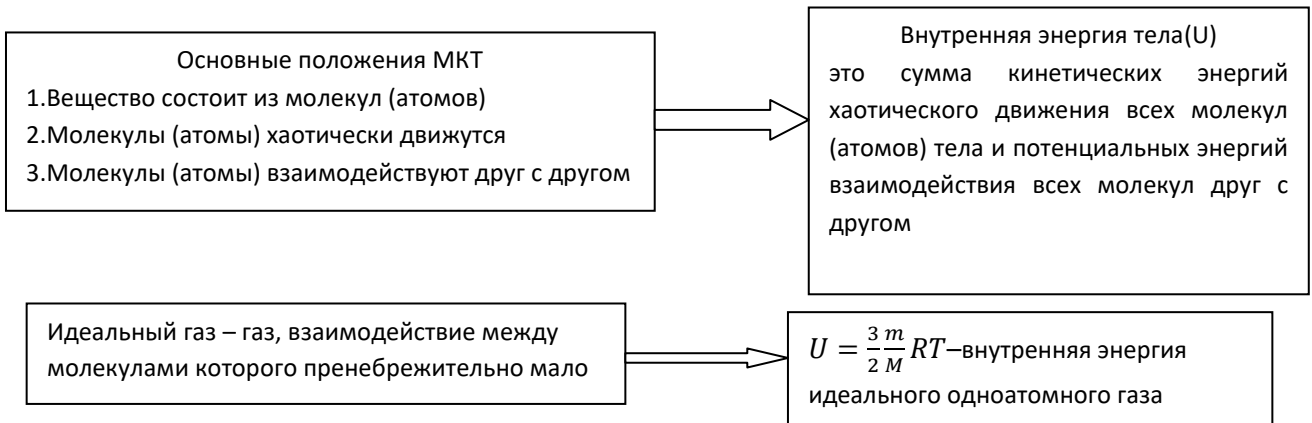 Основные положения МКТ
1.Вещество состоит из молекул (атомов)
2.Молекулы (атомы) хаотически движутся
3.Молекулы (атомы) взаимодействуют друг с другом
Внутренняя энергия тела(U)
это сумма кинетических энергий
хаотического движения всех молекул
(атомов) тела и потенциальных энергий
взаимодействия всех молекул друг с
другом
Идеальный газ – газ, взаимодействие между
молекулами которого пренебрежительно мало
$U = \frac{3}{2}\frac{m}{M}RT$–внутренняя энергия
идеального одноатомного газа